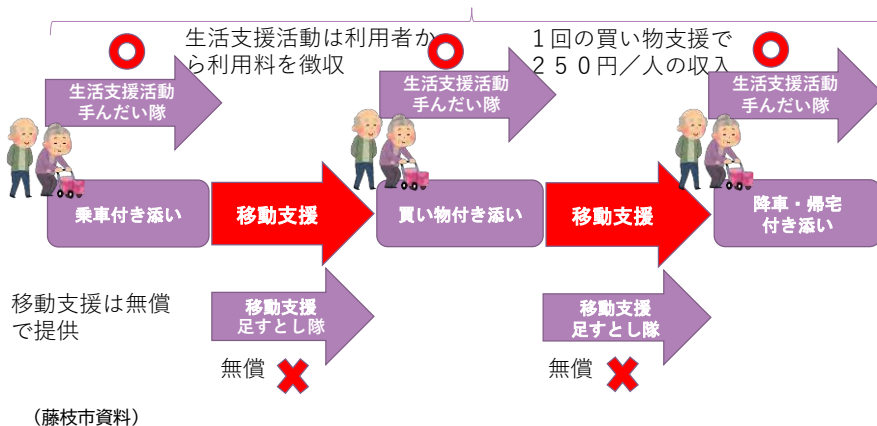 生活支援活動は利用者か
ら利用料を徴収
１回の買い物支援で
２５０円／人の収入
生活支援活動
手んだい隊
生活支援活動
手んだい隊
生活支援活動
手んだい隊
乗車付き添い
移動支援
買い物付き添い
移動支援
降車・帰宅
付き添い
移動支援は無償
で提供
移動支援
足すとし隊
移動支援
足すとし隊
無償
無償
（藤枝市資料）